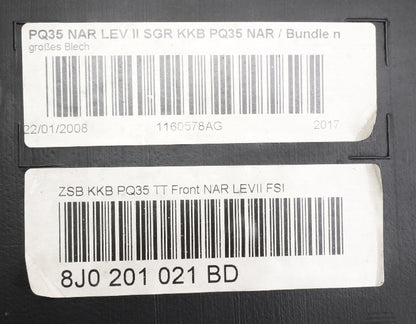 PQ35 NAR LEV II SGR KKB PQ35 NAR / Bundle n
großes Blech
22/01/2008 1160578AG 2017
ZSB KKB PQ35 TT Front NAR LEVII FSI
8J0 201 021 BD